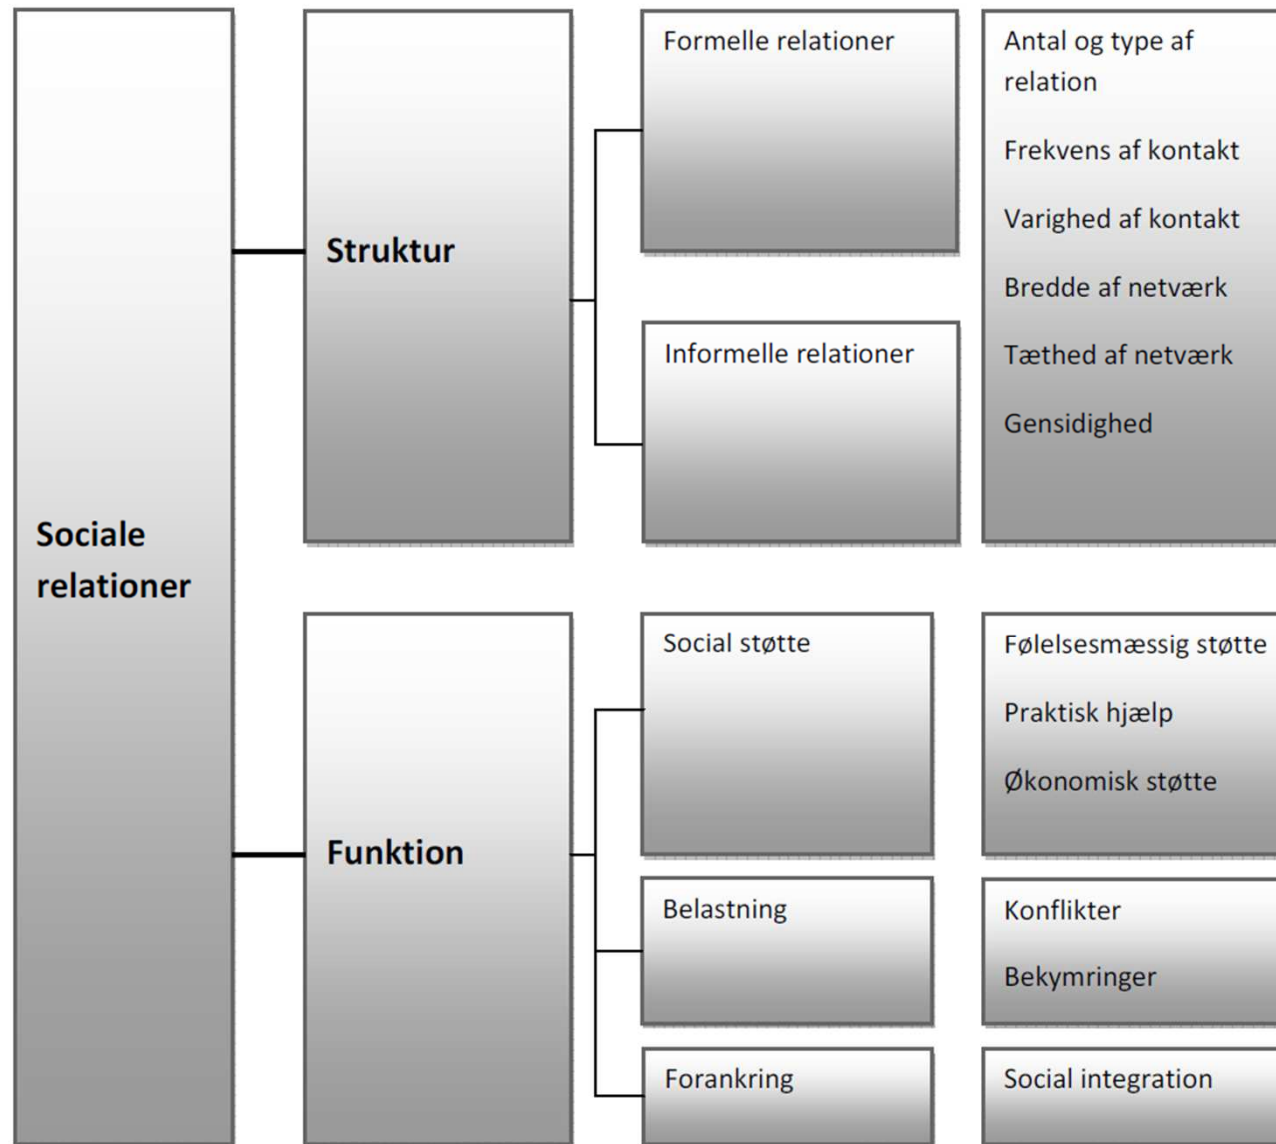 Sociale
relationer
Struktur
Formelle relationer
Informelle relationer
Antal og type af
relation
Frekvens af kontakt
Varighed af kontakt
Bredde af netværk
Tæthed af netværk
Gensidighed
Funktion
Social støtte
Følelsesmæssig støtte
Praktisk hjælp
Økonomisk støtte
Belastning
Konflikter
Bekymringer
Forankring
Social integration